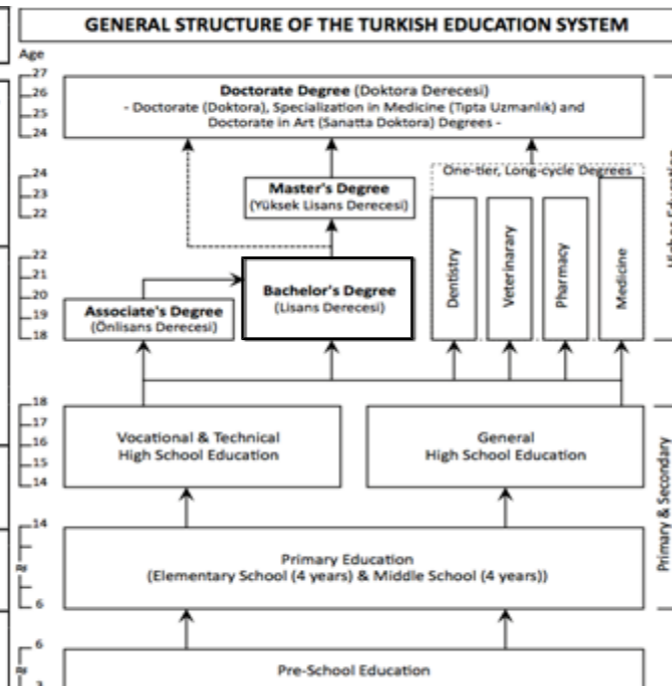 GENERAL STRUCTURE OF THE TURKISH EDUCATION SYSTEM
Age
27
26
25
24
Doctorate Degree (Doktora Derecesi)
- Doctorate (Doktora), Specialization in Medicine (Tıpta Uzmanlık) and
Doctorate in Art (Sanatta Doktora) Degrees -
24
23
22
Master's Degree
(Yüksek Lisans Derecesi)
One-tier, Long-cycle Degrees
22
21
20
19
18
Associate's Degree
(Önlisans Derecesi)
Bachelor's Degree
(Lisans Derecesi)
Dentistry
Veterinarary
Pharmacy
Medicine
18
17
16
15
14
Vocational & Technical
High School Education
General
High School Education
Primary & Secondary
14
≈
6
Primary Education
(Elementary School (4 years) & Middle School (4 years))
6
≈
3
Pre-School Education